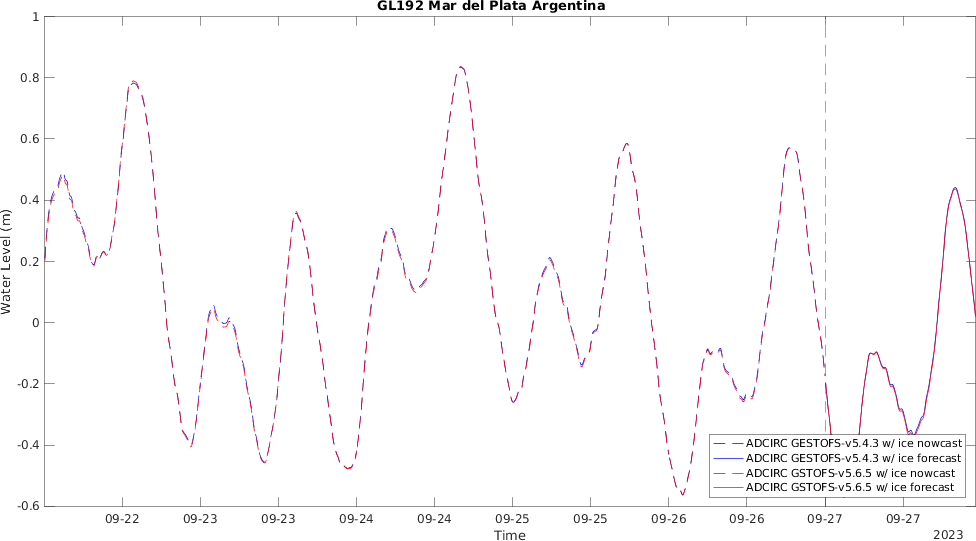 GL192 Mar del Plata Argentina
1
0.8
0.6
0.4
0.2
0
-0.2
-0.4
-0.6
Water Level (m)
ADCIRC GESTOFS-v5.4.3 w/ ice nowcast
ADCIRC GESTOFS-v5.4.3 w/ ice forecast
ADCIRC GSTOFS-v5.6.5 w/ ice nowcast
ADCIRC GSTOFS-v5.6.5 w/ ice forecast
09-22 09-23 09-23 09-24 09-24 09-25 09-25 09-26 09-26 09-27 09-27
Time
2023